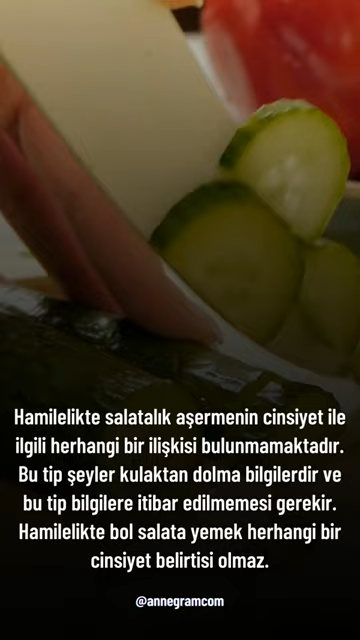 Hamilelikte salatalık aşermenin cinsiyet ile
ilgili herhangi bir ilişkisi bulunmamaktadır.
Bu tip şeyler kulaktan dolma bilgilerdir ve
bu tip bilgilere itibar edilmemesi gerekir.
Hamilelikte bol salata yemek herhangi bir
cinsiyet belirtisi olmaz.
@annegramcom